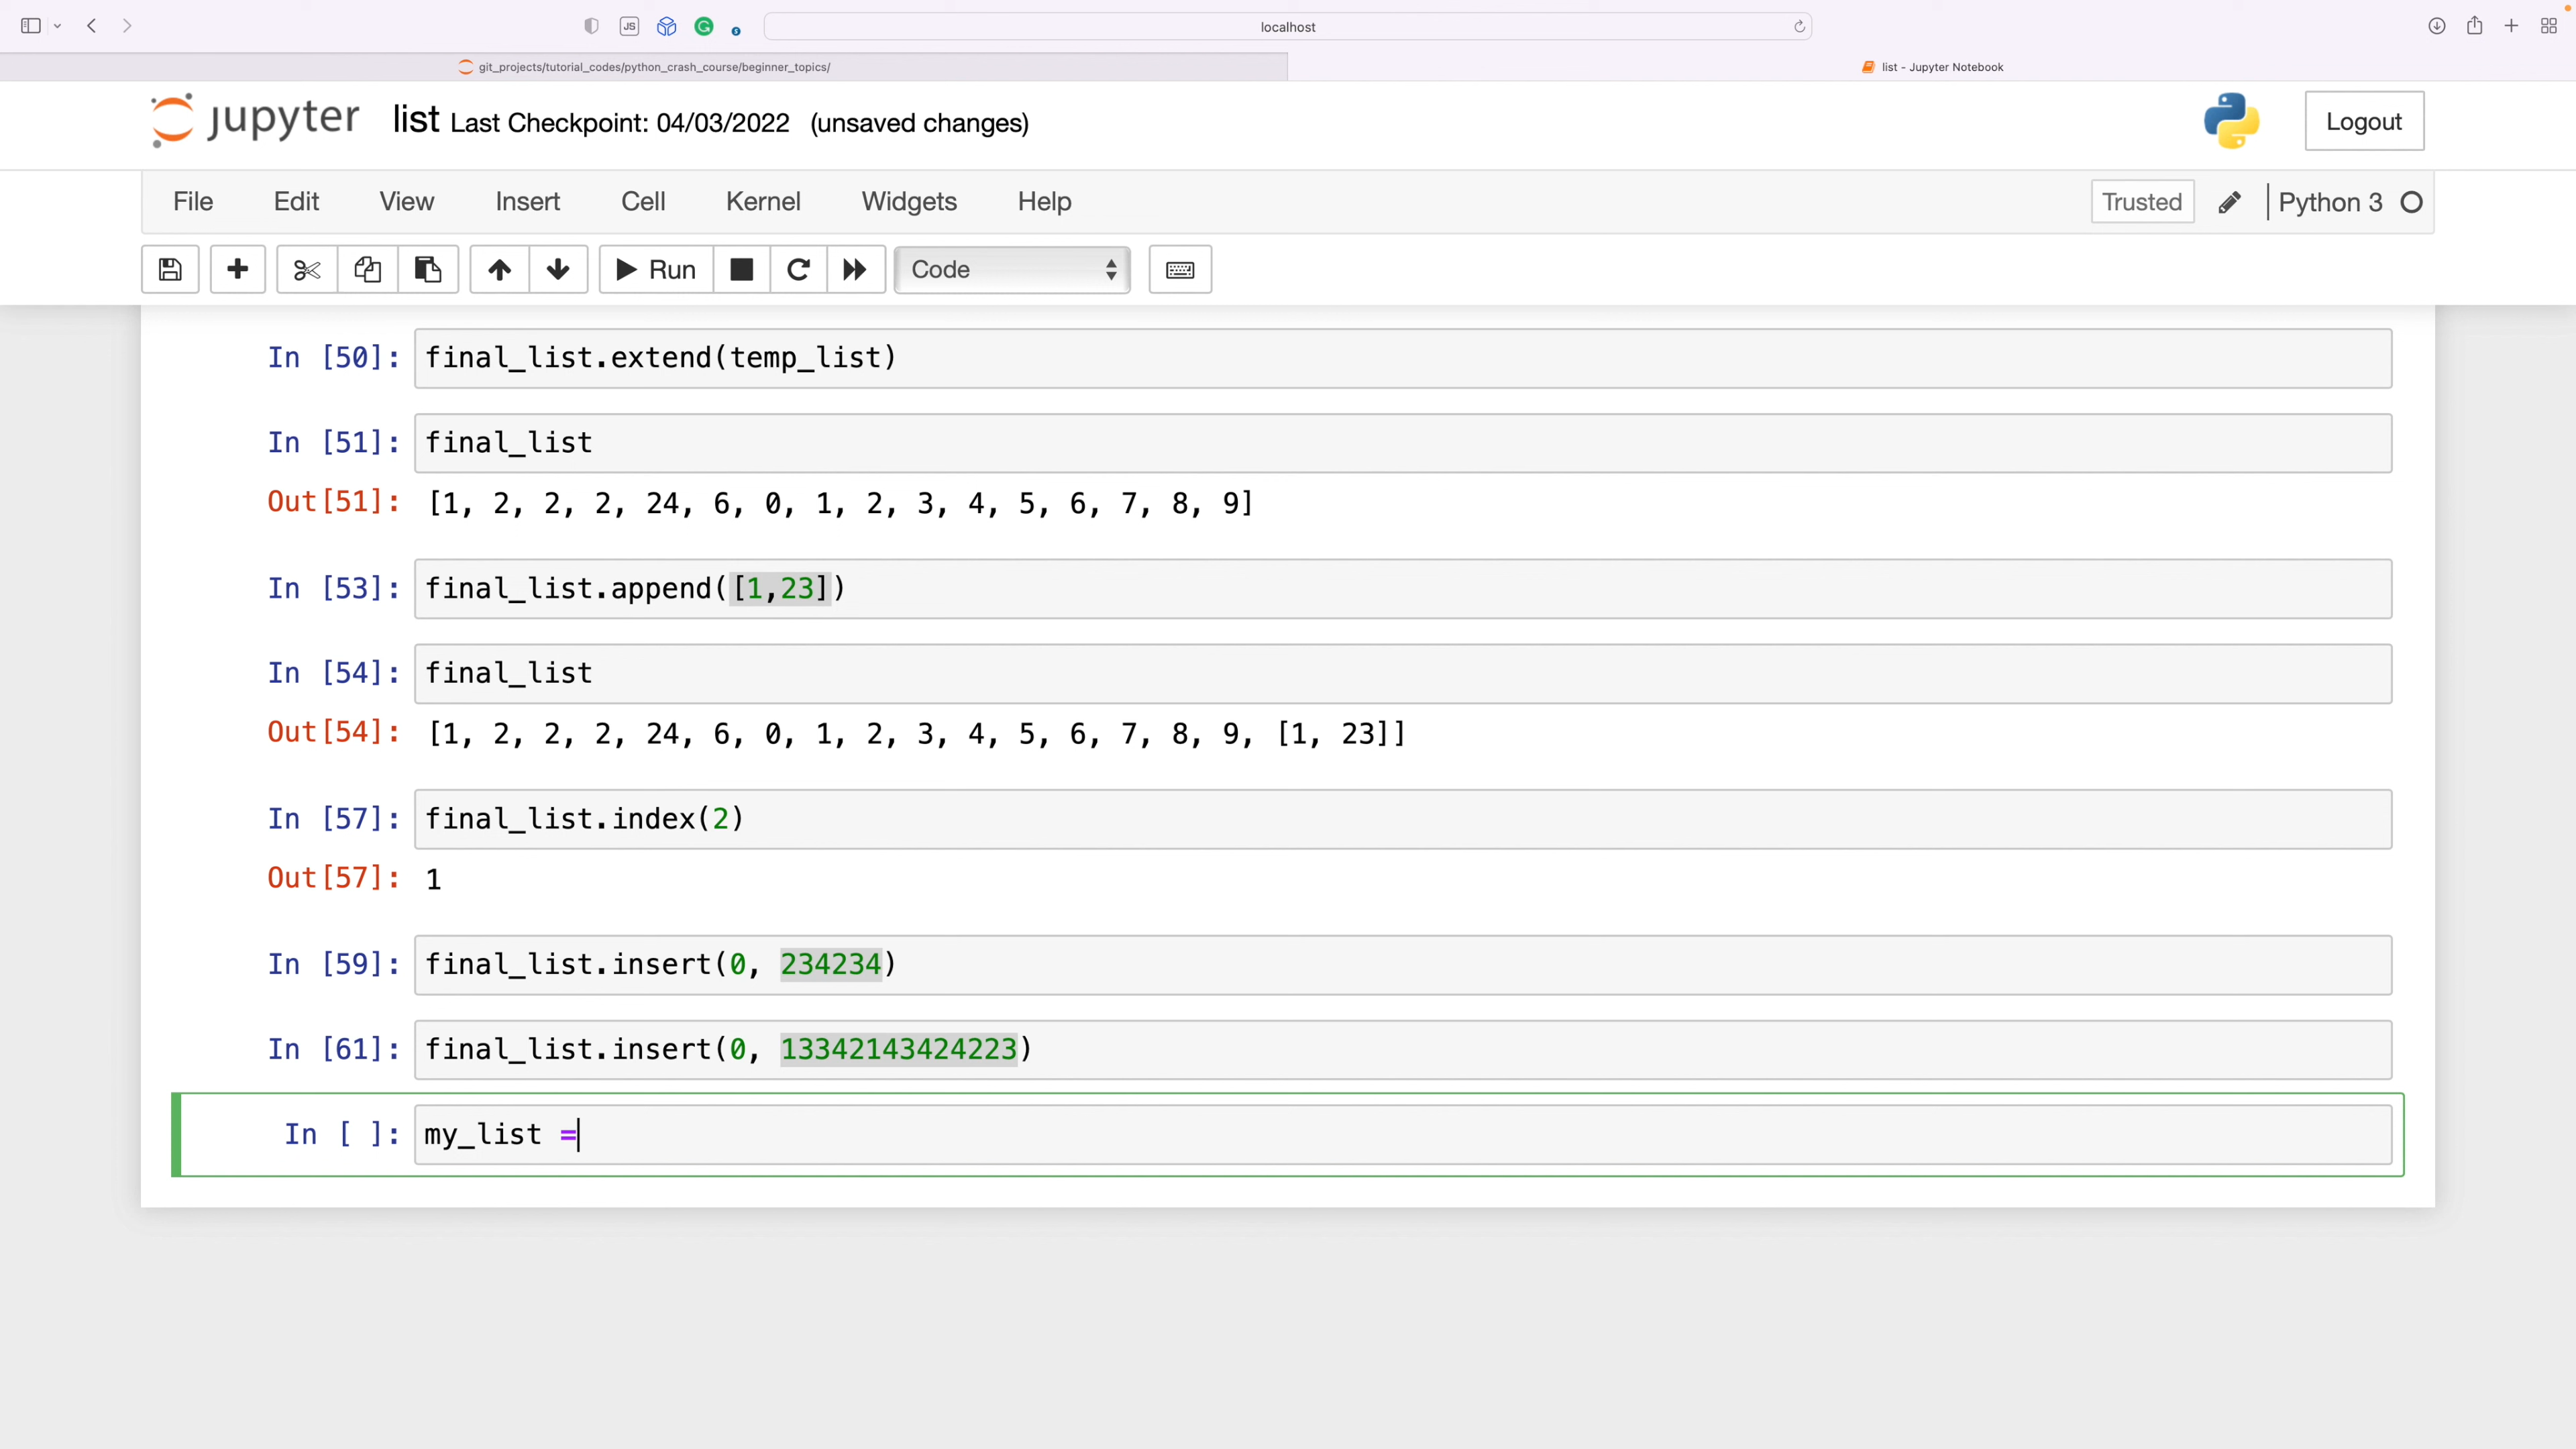 localhost
git_projects/tutorial_codes/python_crash_course/beginner_topics/
list - Jupyter Notebook
jupyter list Last Checkpoint: 04/03/2022 (unsaved changes)
Logout
File Edit View Insert Cell Kernel Widgets Help
Trusted Python 3
Run Code
In [50]: final_list.extend(temp_list)
In [51]: final_list
Out[51]: [1, 2, 2, 2, 24, 6, 0, 1, 2, 3, 4, 5, 6, 7, 8, 9]
In [53]: final_list.append([1,23])
In [54]: final_list
Out[54]: [1, 2, 2, 2, 24, 6, 0, 1, 2, 3, 4, 5, 6, 7, 8, 9, [1, 23]]
In [57]: final_list.index(2)
Out[57]: 1
In [59]: final_list.insert(0, 234234)
In [61]: final_list.insert(0, 13342143424223)
In [ ]: my_list =